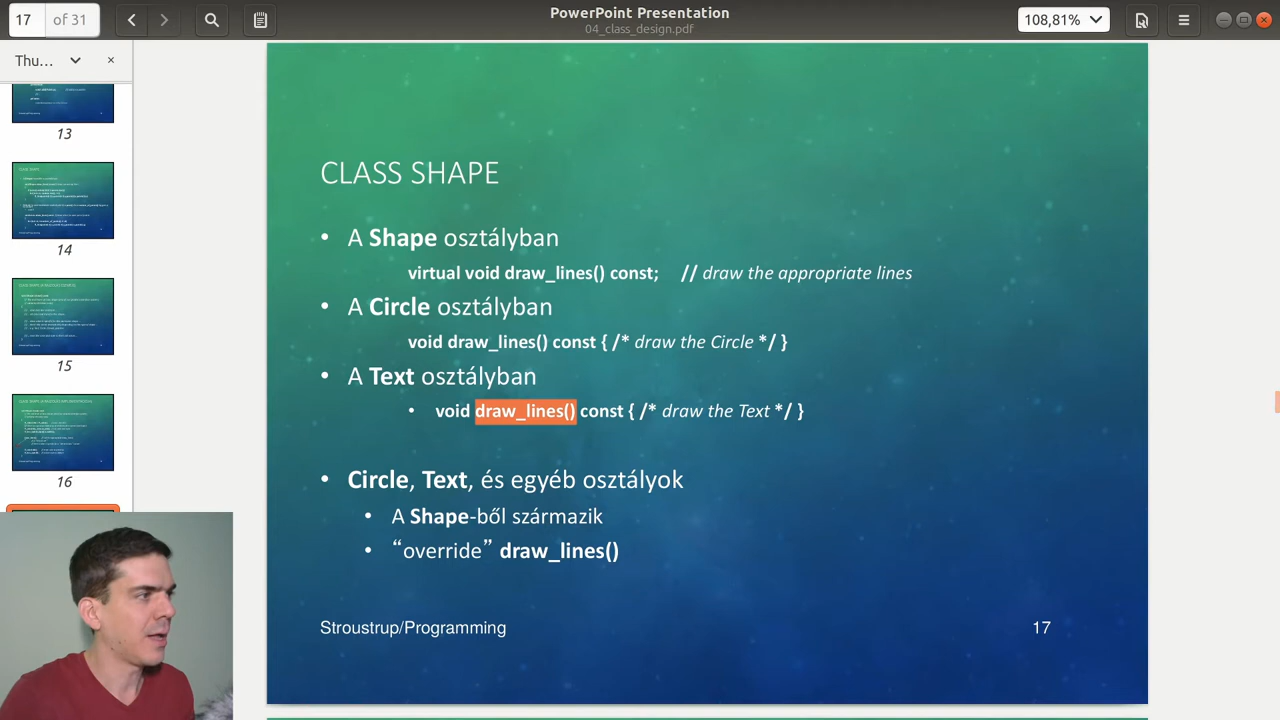 17 of 31
PowerPoint Presentation
04_class_design.pdf
108,81%
Thu…
13
14
15
16
CLASS SHAPE
• A Shape osztályban
virtual void draw_lines() const; // draw the appropriate lines
• A Circle osztályban
void draw_lines() const { /* draw the Circle */ }
• A Text osztályban
• void draw_lines() const { /* draw the Text */ }
• Circle, Text, és egyéb osztályok
• A Shape-ből származik
• “override” draw_lines()
Stroustrup/Programming
17